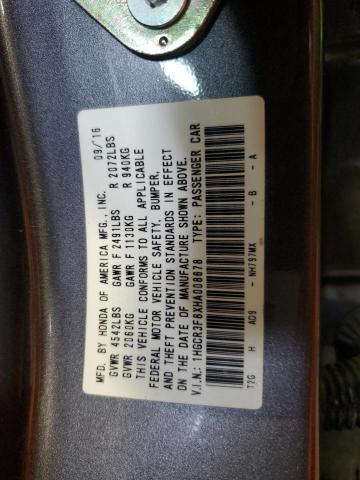 MFD. BY HONDA OF AMERICA MFG., INC. 09/16
GVWR 4542LBS GAWR F 2491LBS R 2072LBS
GVWR 2060KG GAWR F 1130KG R 940KG
THIS VEHICLE CONFORMS TO ALL APPLICABLE
FEDERAL MOTOR VEHICLE SAFETY, BUMPER,
AND THEFT PREVENTION STANDARDS IN EFFECT
ON THE DATE OF MANUFACTURE SHOWN ABOVE.
V.I.N.: 1HGCR3F8XHA006678 TYPE: PASSENGER CAR
T2G H AD9 - NH797MX - B - A